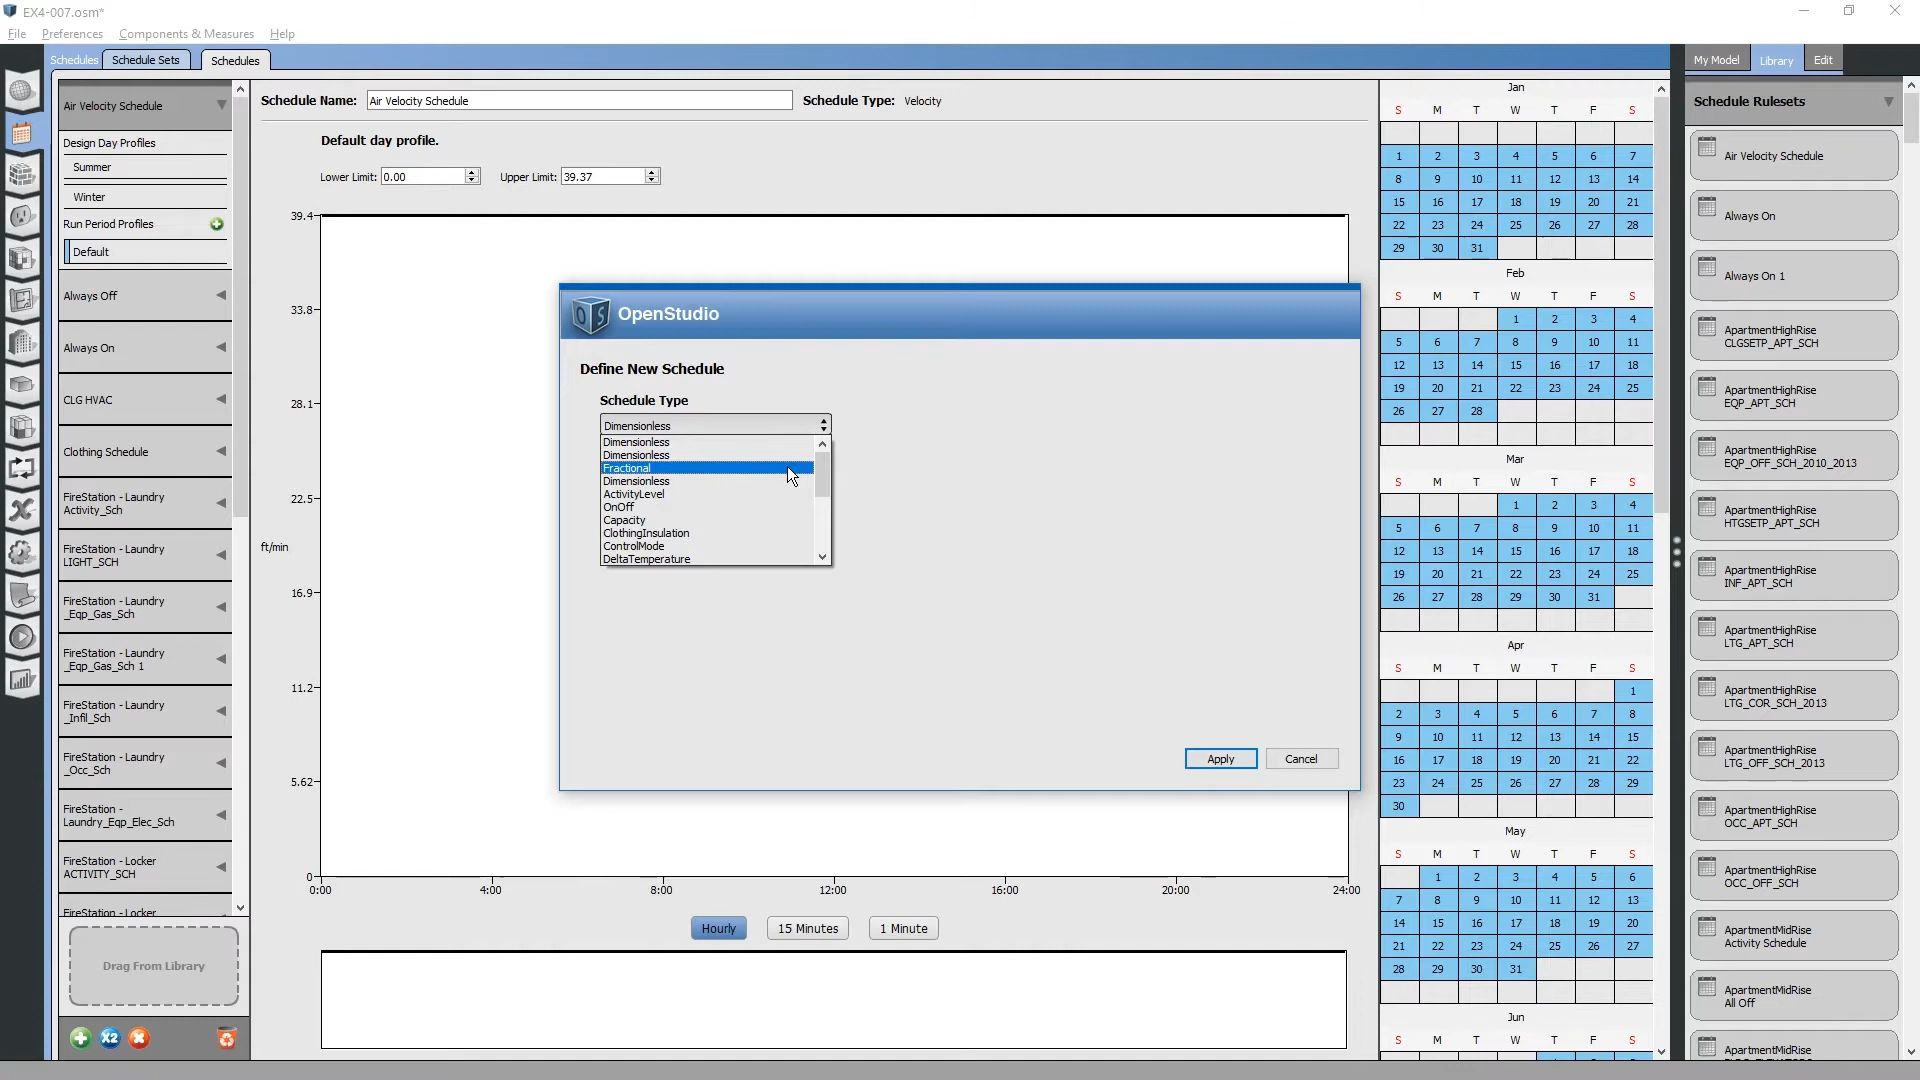 EX4-007.osm*
File Preferences Components & Measures Help
Schedules Schedule Sets Schedules
My Model Library Edit
Air Velocity Schedule
Design Day Profiles
Summer
Winter
Run Period Profiles
Default
Always Off
Always On
CLG HVAC
Clothing Schedule
FireStation - Laundry
Activity_Sch
FireStation - Laundry
LIGHT_SCH
FireStation - Laundry
_Eqp_Gas_Sch
FireStation - Laundry
_Eqp_Gas_Sch 1
FireStation - Laundry
_Infil_Sch
FireStation - Laundry
_Occ_Sch
FireStation -
Laundry_Eqp_Elec_Sch
FireStation - Locker
ACTIVITY_SCH
FireStation - Locker
Drag From Library
X2
Schedule Name: Air Velocity Schedule Schedule Type: Velocity
Default day profile.
Lower Limit: 0.00 Upper Limit: 39.37
39.4
33.8
28.1
22.5
ft/min
16.9
11.2
5.62
0
0:00 4:00 8:00 12:00 16:00 20:00 24:00
Hourly 15 Minutes 1 Minute
OS OpenStudio
Define New Schedule
Schedule Type
Dimensionless
Dimensionless
Dimensionless
Fractional
Dimensionless
ActivityLevel
OnOff
Capacity
ClothingInsulation
ControlMode
DeltaTemperature
Apply Cancel
Jan
S M T W T F S
1 2 3 4 5 6 7
8 9 10 11 12 13 14
15 16 17 18 19 20 21
22 23 24 25 26 27 28
29 30 31
Feb
S M T W T F S
1 2 3 4
5 6 7 8 9 10 11
12 13 14 15 16 17 18
19 20 21 22 23 24 25
26 27 28
Mar
S M T W T F S
1 2 3 4
5 6 7 8 9 10 11
12 13 14 15 16 17 18
19 20 21 22 23 24 25
26 27 28 29 30 31
Apr
S M T W T F S
1
2 3 4 5 6 7 8
9 10 11 12 13 14 15
16 17 18 19 20 21 22
23 24 25 26 27 28 29
30
May
S M T W T F S
1 2 3 4 5 6
7 8 9 10 11 12 13
14 15 16 17 18 19 20
21 22 23 24 25 26 27
28 29 30 31
Jun
S M T W T F S
Schedule Rulesets
Air Velocity Schedule
Always On
Always On 1
ApartmentHighRise
CLGSETP_APT_SCH
ApartmentHighRise
EQP_APT_SCH
ApartmentHighRise
EQP_OFF_SCH_2010_2013
ApartmentHighRise
HTGSETP_APT_SCH
ApartmentHighRise
INF_APT_SCH
ApartmentHighRise
LTG_APT_SCH
ApartmentHighRise
LTG_COR_SCH_2013
ApartmentHighRise
LTG_OFF_SCH_2013
ApartmentHighRise
OCC_APT_SCH
ApartmentHighRise
OCC_OFF_SCH
ApartmentMidRise
Activity Schedule
ApartmentMidRise
All Off
ApartmentMidRise